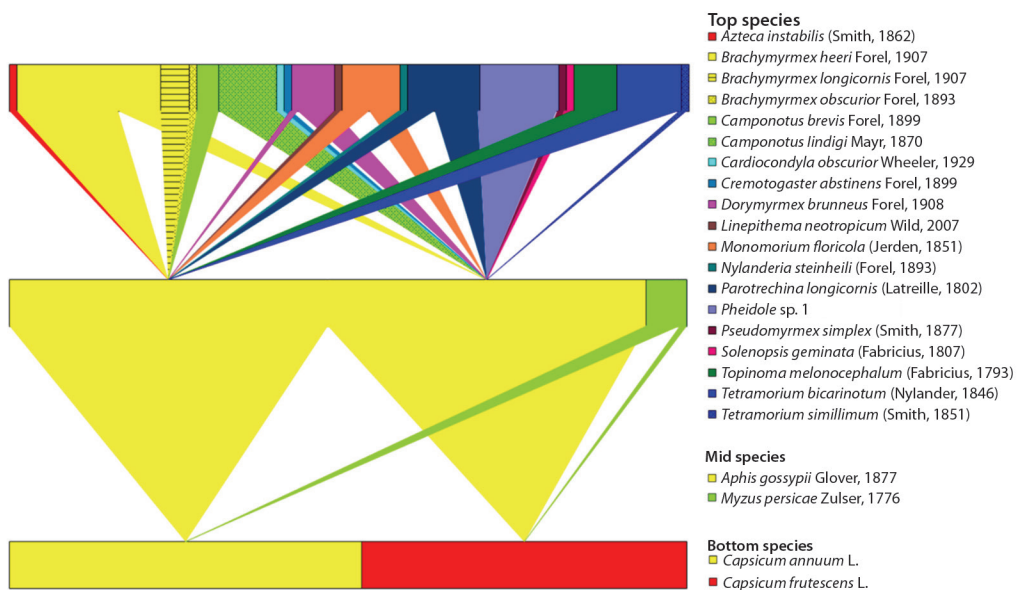 Top species
Azteca instabilis (Smith, 1862)
Brachymyrmex heeri Forel, 1907
Brachymyrmex longicornis Forel, 1907
Brachymyrmex obscurior Forel, 1893
Camponotus brevis Forel, 1899
Camponotus lindigi Mayr, 1870
Cardiocondyla obscurior Wheeler, 1929
Cremotogaster abstinens Forel, 1899
Dorymyrmex brunneus Forel, 1908
Linepithema neotropicum Wild, 2007
Monomorium floricola (Jerden, 1851)
Nylanderia steinheili (Forel, 1893)
Parotrechina longicornis (Latreille, 1802)
Pheidole sp. 1
Pseudomyrmex simplex (Smith, 1877)
Solenopsis geminata (Fabricius, 1807)
Topinoma melonocephalum (Fabricius, 1793)
Tetramorium bicarinotum (Nylander, 1846)
Tetramorium simillimum (Smith, 1851)
Mid species
Aphis gossypii Glover, 1877
Myzus persicae Zulser, 1776
Bottom species
Capsicum annuum L.
Capsicum frutescens L.